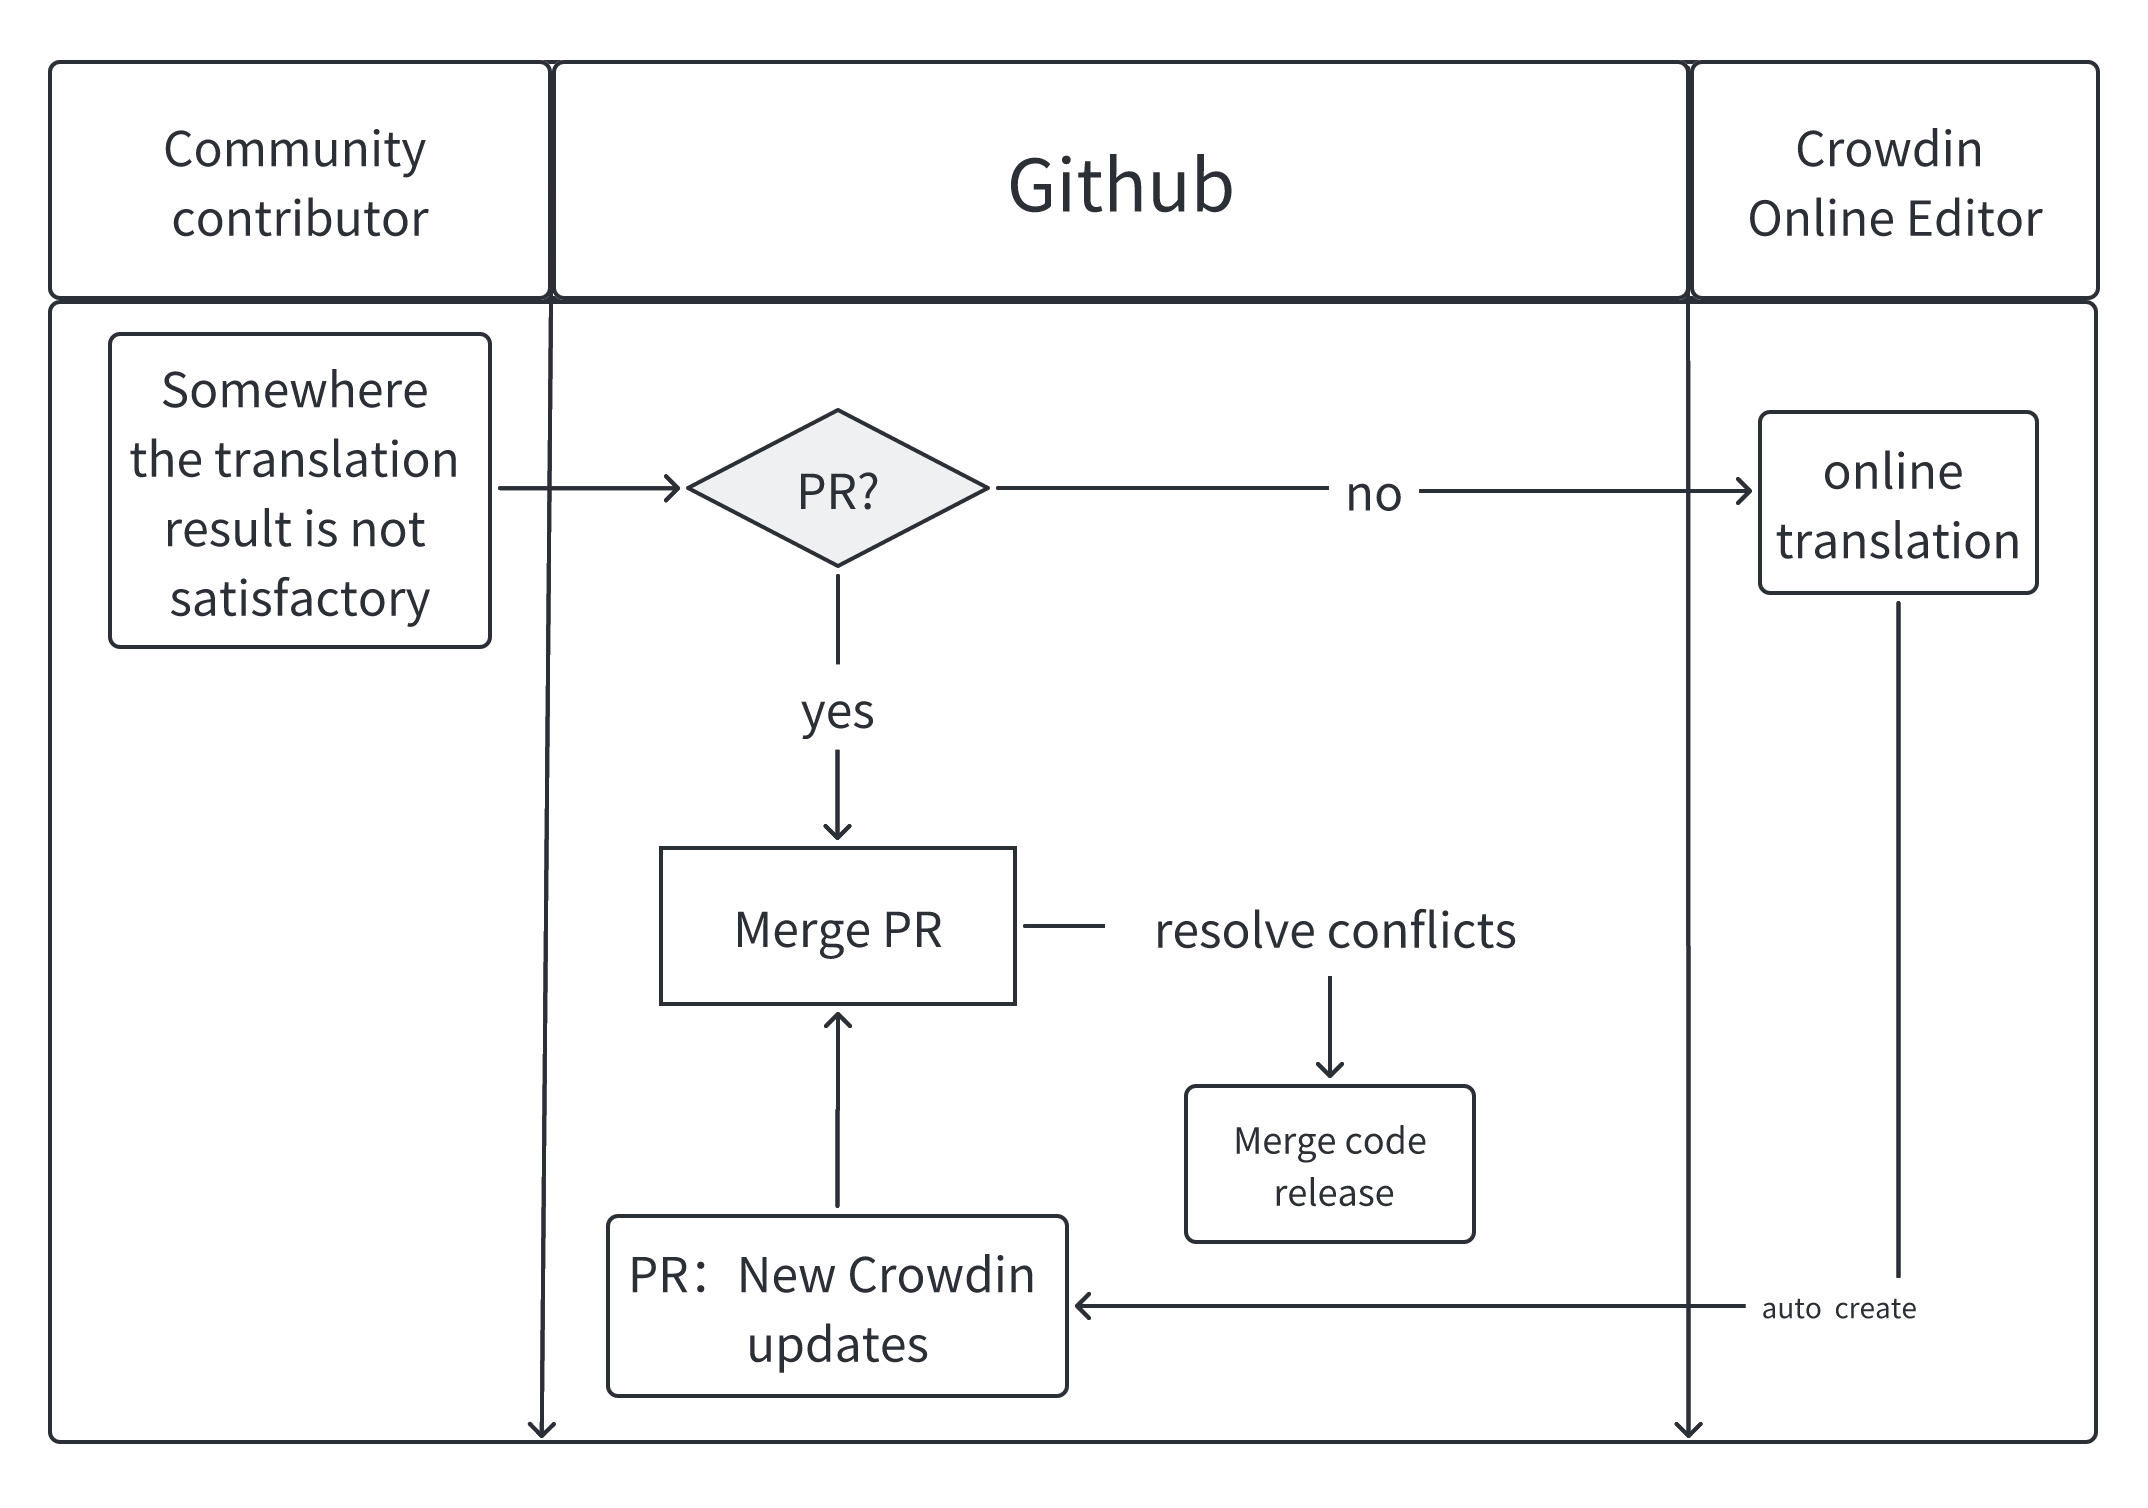 Community
contributor
Github
Crowdin
Online Editor
Somewhere
the translation
result is not
satisfactory
PR?
no
online
translation
yes
Merge PR
resolve conflicts
Merge code
release
PR：New Crowdin
updates
auto create